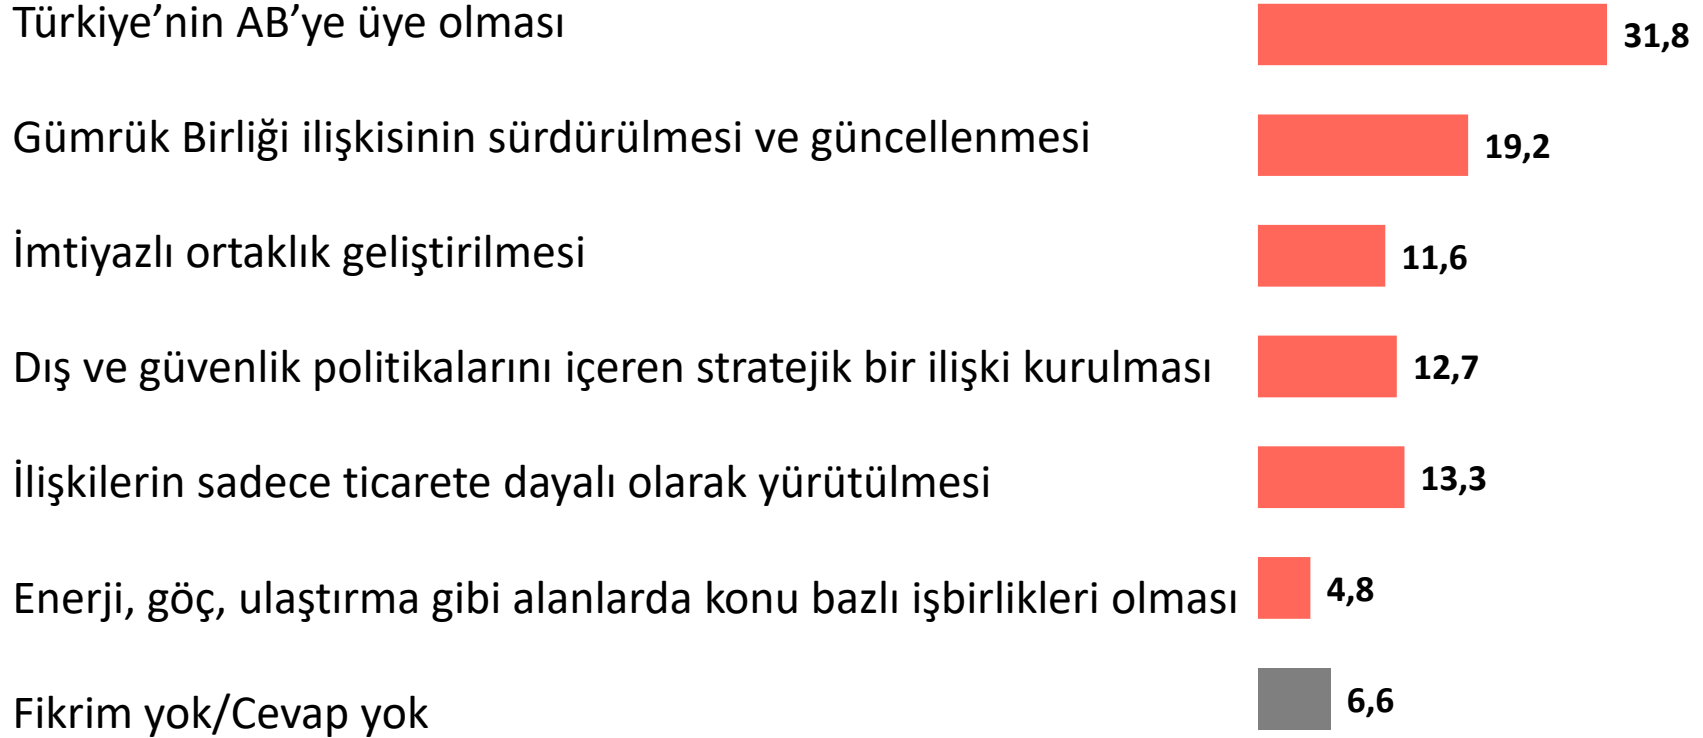 Türkiye’nin AB’ye üye olması 31,8
Gümrük Birliği ilişkisinin sürdürülmesi ve güncellenmesi 19,2
İmtiyazlı ortaklık geliştirilmesi 11,6
Dış ve güvenlik politikalarını içeren stratejik bir ilişki kurulması 12,7
İlişkilerin sadece ticarete dayalı olarak yürütülmesi 13,3
Enerji, göç, ulaştırma gibi alanlarda konu bazlı işbirlikleri olması 4,8
Fikrim yok/Cevap yok 6,6